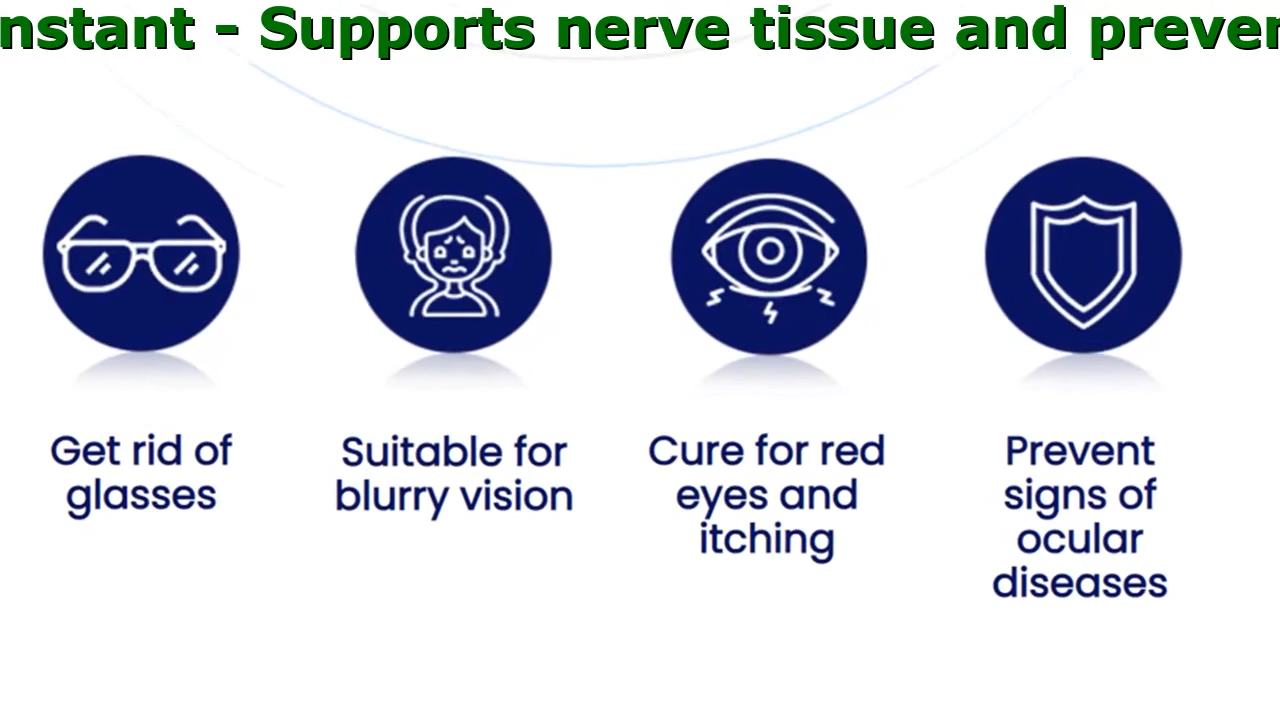 nstant - Supports nerve tissue and preven
Get rid of
glasses
Suitable for
blurry vision
Cure for red
eyes and
itching
Prevent
signs of
ocular
diseases